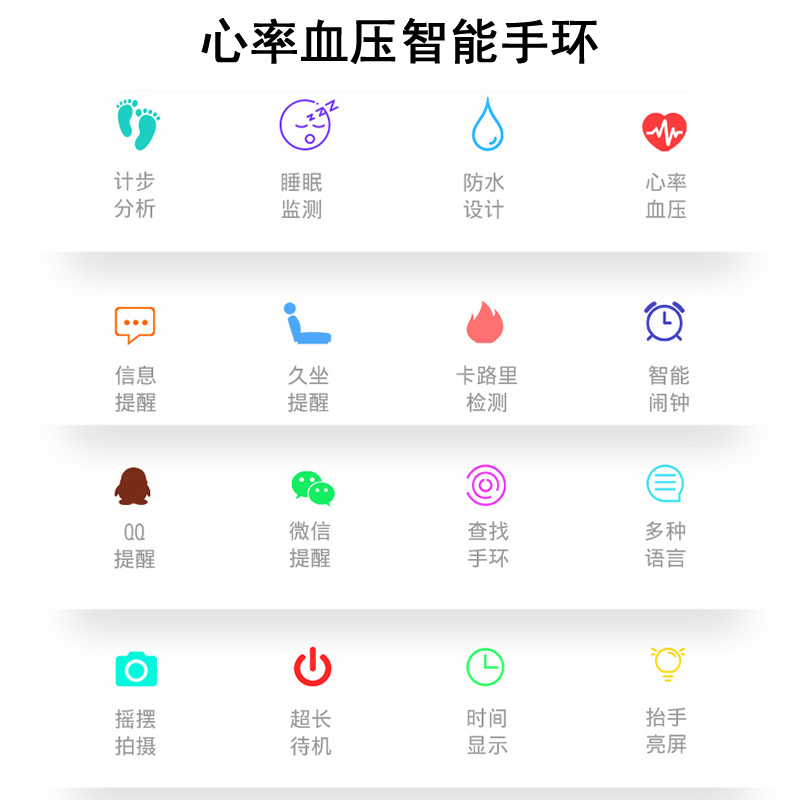 心率血压智能手环
计步
分析
睡眠
监测
防水
设计
心率
血压
信息
提醒
久坐
提醒
卡路里
检测
智能
闹钟
QQ
提醒
微信
提醒
查找
手环
多种
语言
摇摆
拍摄
超长
待机
时间
显示
抬手
亮屏